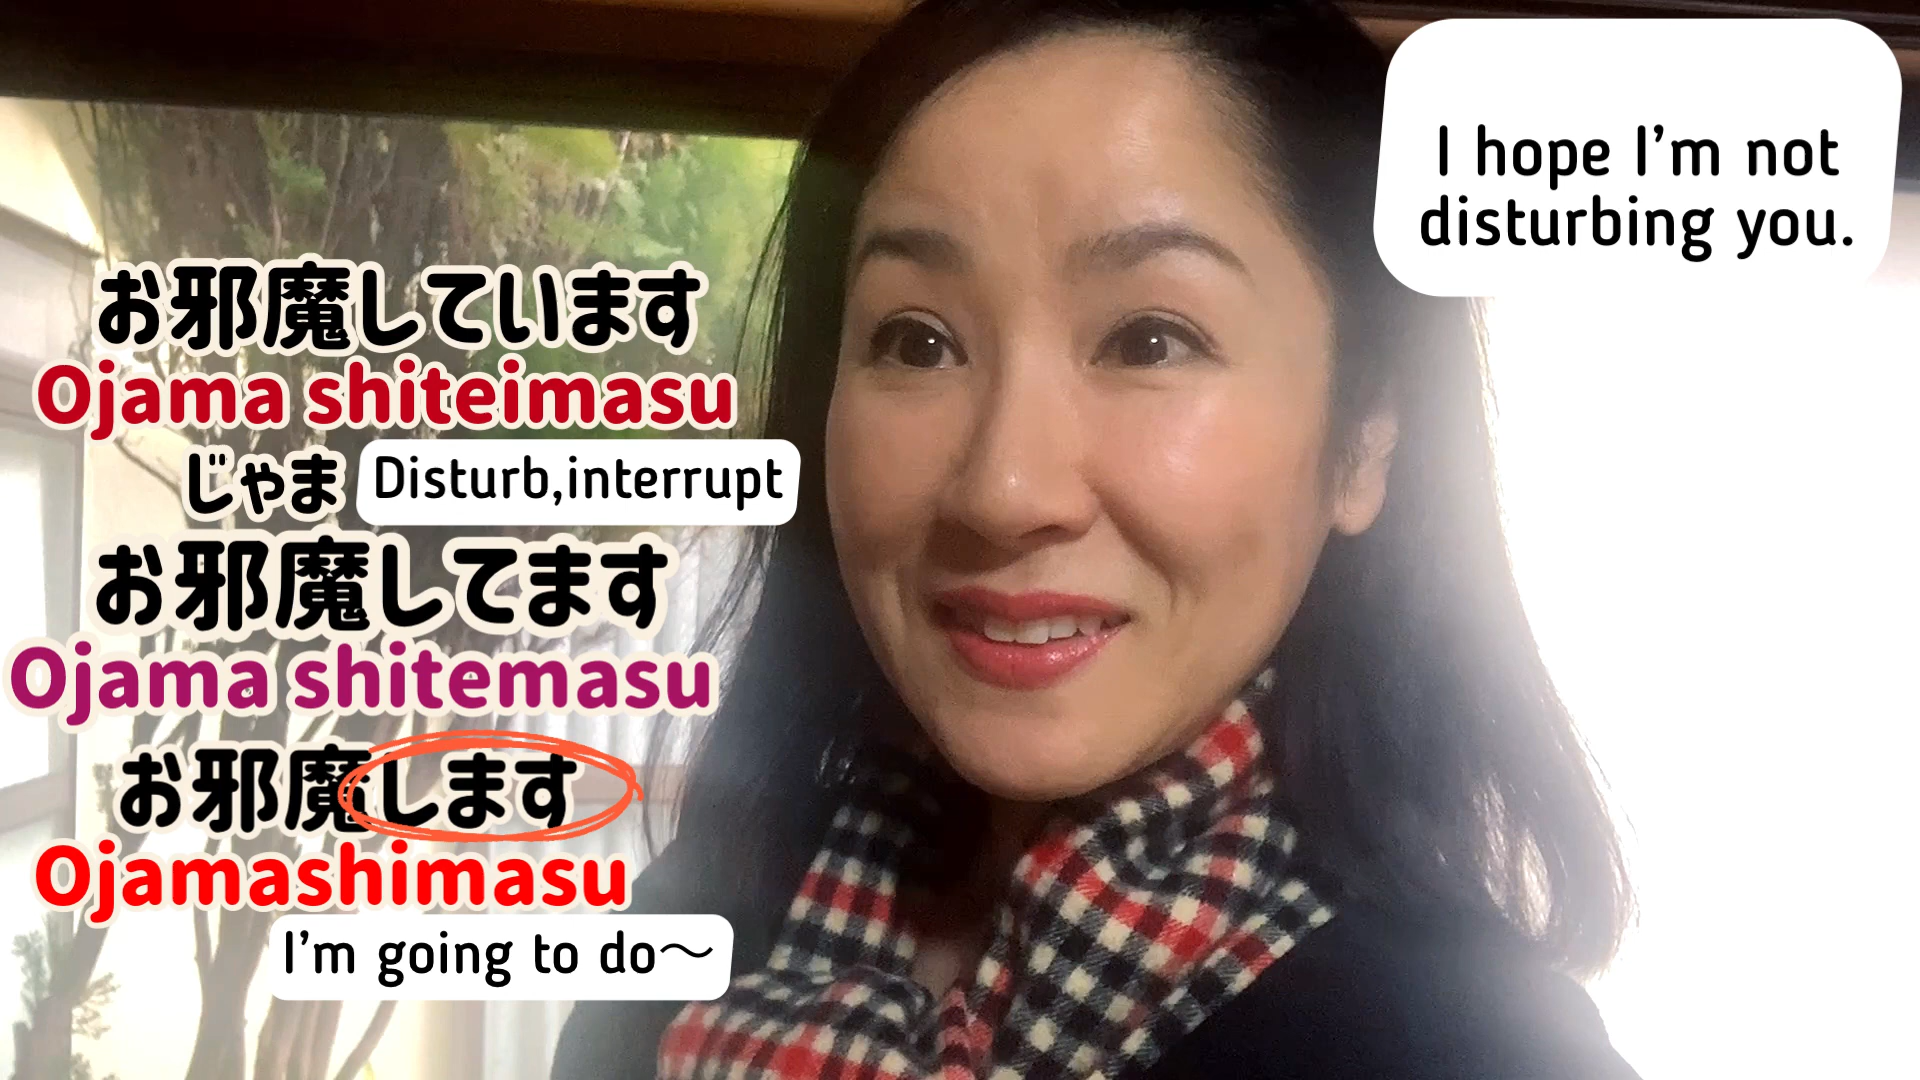 I hope I'm not
disturbing you.
お邪魔しています
Ojama shiteimasu
じゃま Disturb,interrupt
お邪魔してます
Ojama shitemasu
お邪魔します
Ojamashimasu
I'm going to do〜